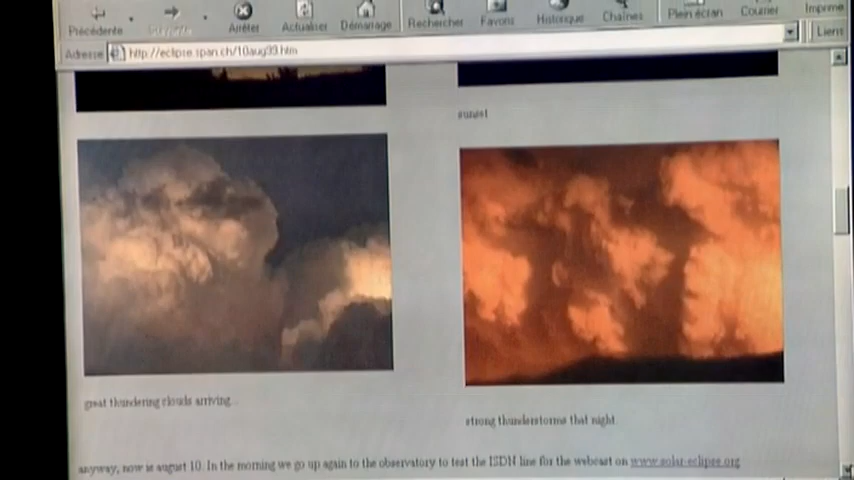 Précédente Arrêter Actualiser Démarrage Rechercher Favoris Historique Chaînes Plein écran Courrier Imprime
Adresse http://eclipse.span.ch/10aug99.htm Liens
sunset
great thundering clouds arriving...
strong thunderstorms that night
anyway, now is august 10. In the morning we go up again to the observatory to test the ISDN line for the webcast on www.solar-eclipse.org